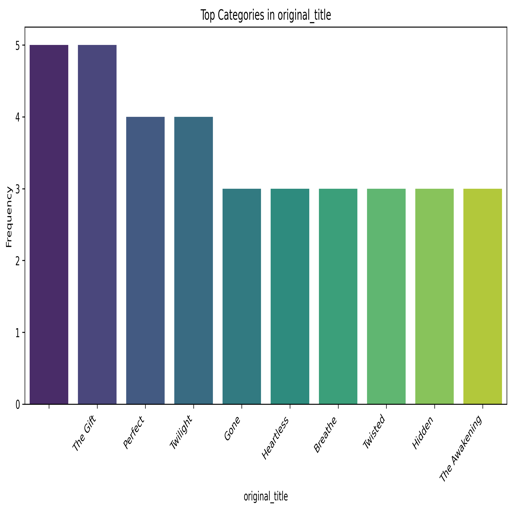 Top Categories in original_title
Frequency
5
4
3
2
1
0
The Gift
Perfect
Twilight
Gone
Heartless
Breathe
Twisted
Hidden
The Awakening
original_title